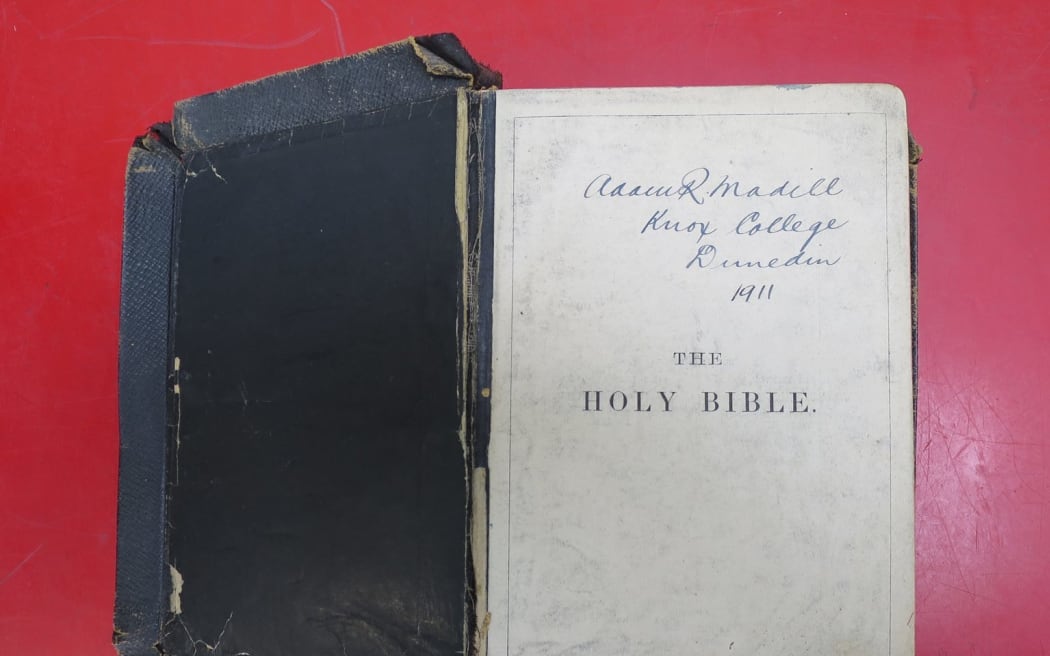 Adam R. Madill
Knox College
Dunedin
1911
THE
HOLY BIBLE.